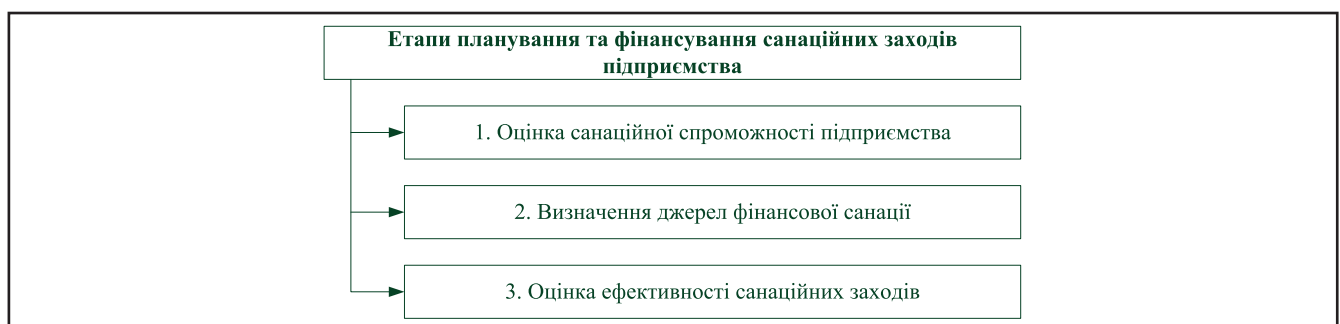 Етапи планування та фінансування санаційних заходів
підприємства
1. Оцінка санаційної спроможності підприємства
2. Визначення джерел фінансової санації
3. Оцінка ефективності санаційних заходів